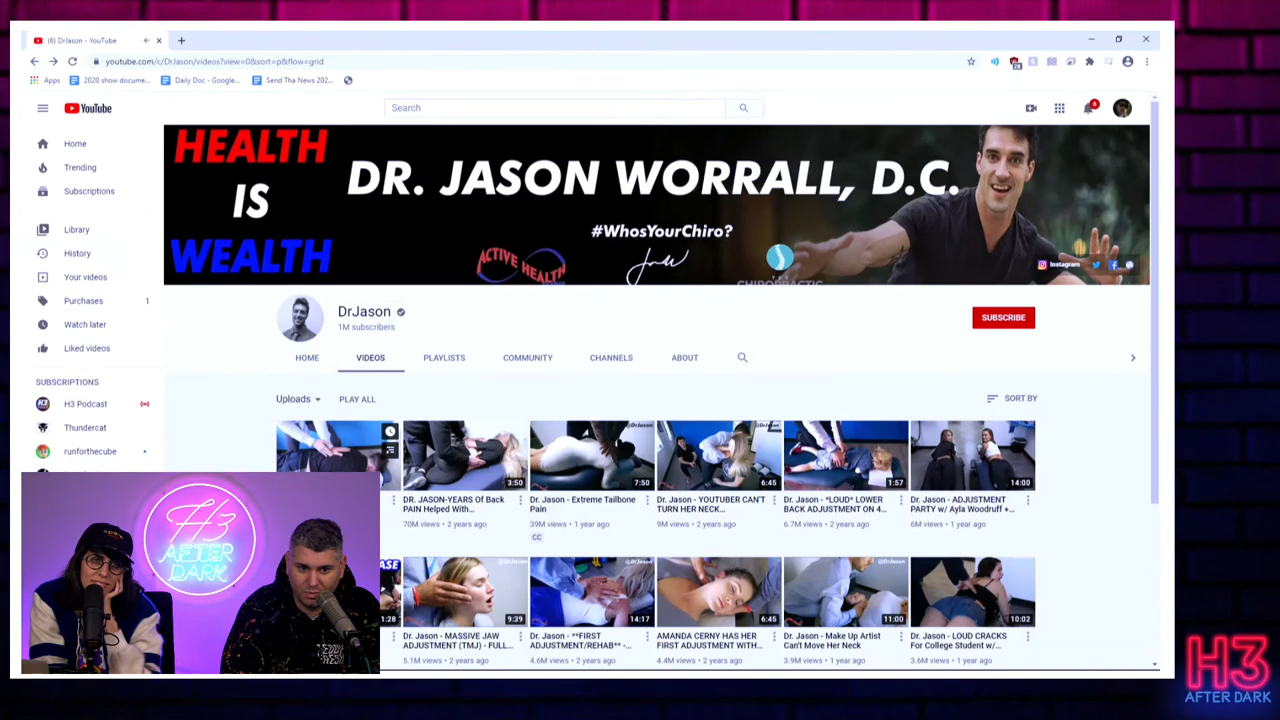 (6) DrJason - YouTube
youtube.com/c/DrJason/videos?view=0&sort=p&flow=grid
Apps
2020 show docume...
Daily Doc - Google...
Send Tha News 202...
YouTube
Search
6
Home
Trending
Subscriptions
Library
History
Your videos
Purchases 1
Watch later
Liked videos
SUBSCRIPTIONS
H3 Podcast
Thundercat
runforthecube
HEALTH
IS
WEALTH
DR. JASON WORRALL, D.C.
#WhosYourChiro?
ACTIVE HEALTH
CHIROPRACTIC
Instagram
DrJason
1M subscribers
SUBSCRIBE
HOME VIDEOS PLAYLISTS COMMUNITY CHANNELS ABOUT
Uploads PLAY ALL
SORT BY
3:50
DR. JASON-YEARS Of Back
PAIN Helped With...
70M views • 2 years ago
7:50
Dr. Jason - Extreme Tailbone
Pain
39M views • 1 year ago
CC
6:45
Dr. Jason - YOUTUBER CAN'T
TURN HER NECK...
9M views • 2 years ago
@DrJason
1:57
Dr. Jason - *LOUD* LOWER
BACK ADJUSTMENT ON 4...
6.7M views • 2 years ago
@DrJason
14:00
Dr. Jason - ADJUSTMENT
PARTY w/ Ayla Woodruff +...
6M views • 1 year ago
ASE
1:28
9:39
Dr. Jason - MASSIVE JAW
ADJUSTMENT (TMJ) - FULL...
5.1M views • 2 years ago
14:17
Dr. Jason - **FIRST
ADJUSTMENT/REHAB** -...
4.6M views • 2 years ago
6:45
AMANDA CERNY HAS HER
FIRST ADJUSTMENT WITH...
4.4M views • 2 years ago
11:00
Dr. Jason - Make Up Artist
Can't Move Her Neck
3.9M views • 1 year ago
10:02
Dr. Jason - LOUD CRACKS
For College Student w/...
3.6M views • 1 year ago
H3
AFTER
DARK
H3
AFTER DARK